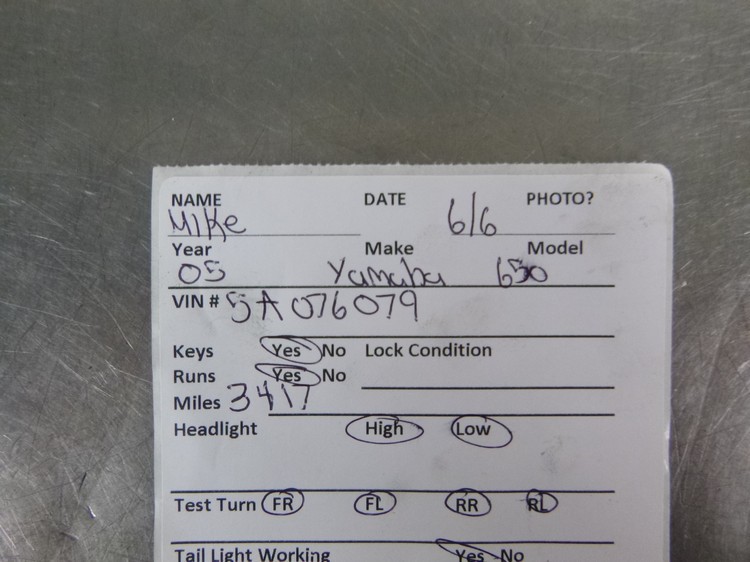 NAME DATE 6/6 PHOTO?
Mike
Year Make Model
05 Yamaha 650
VIN # 5A076079
Keys Yes No Lock Condition
Runs Yes No
Miles 3417
Headlight High Low
Test Turn FR FL RR RL
Tail Light Working Yes No